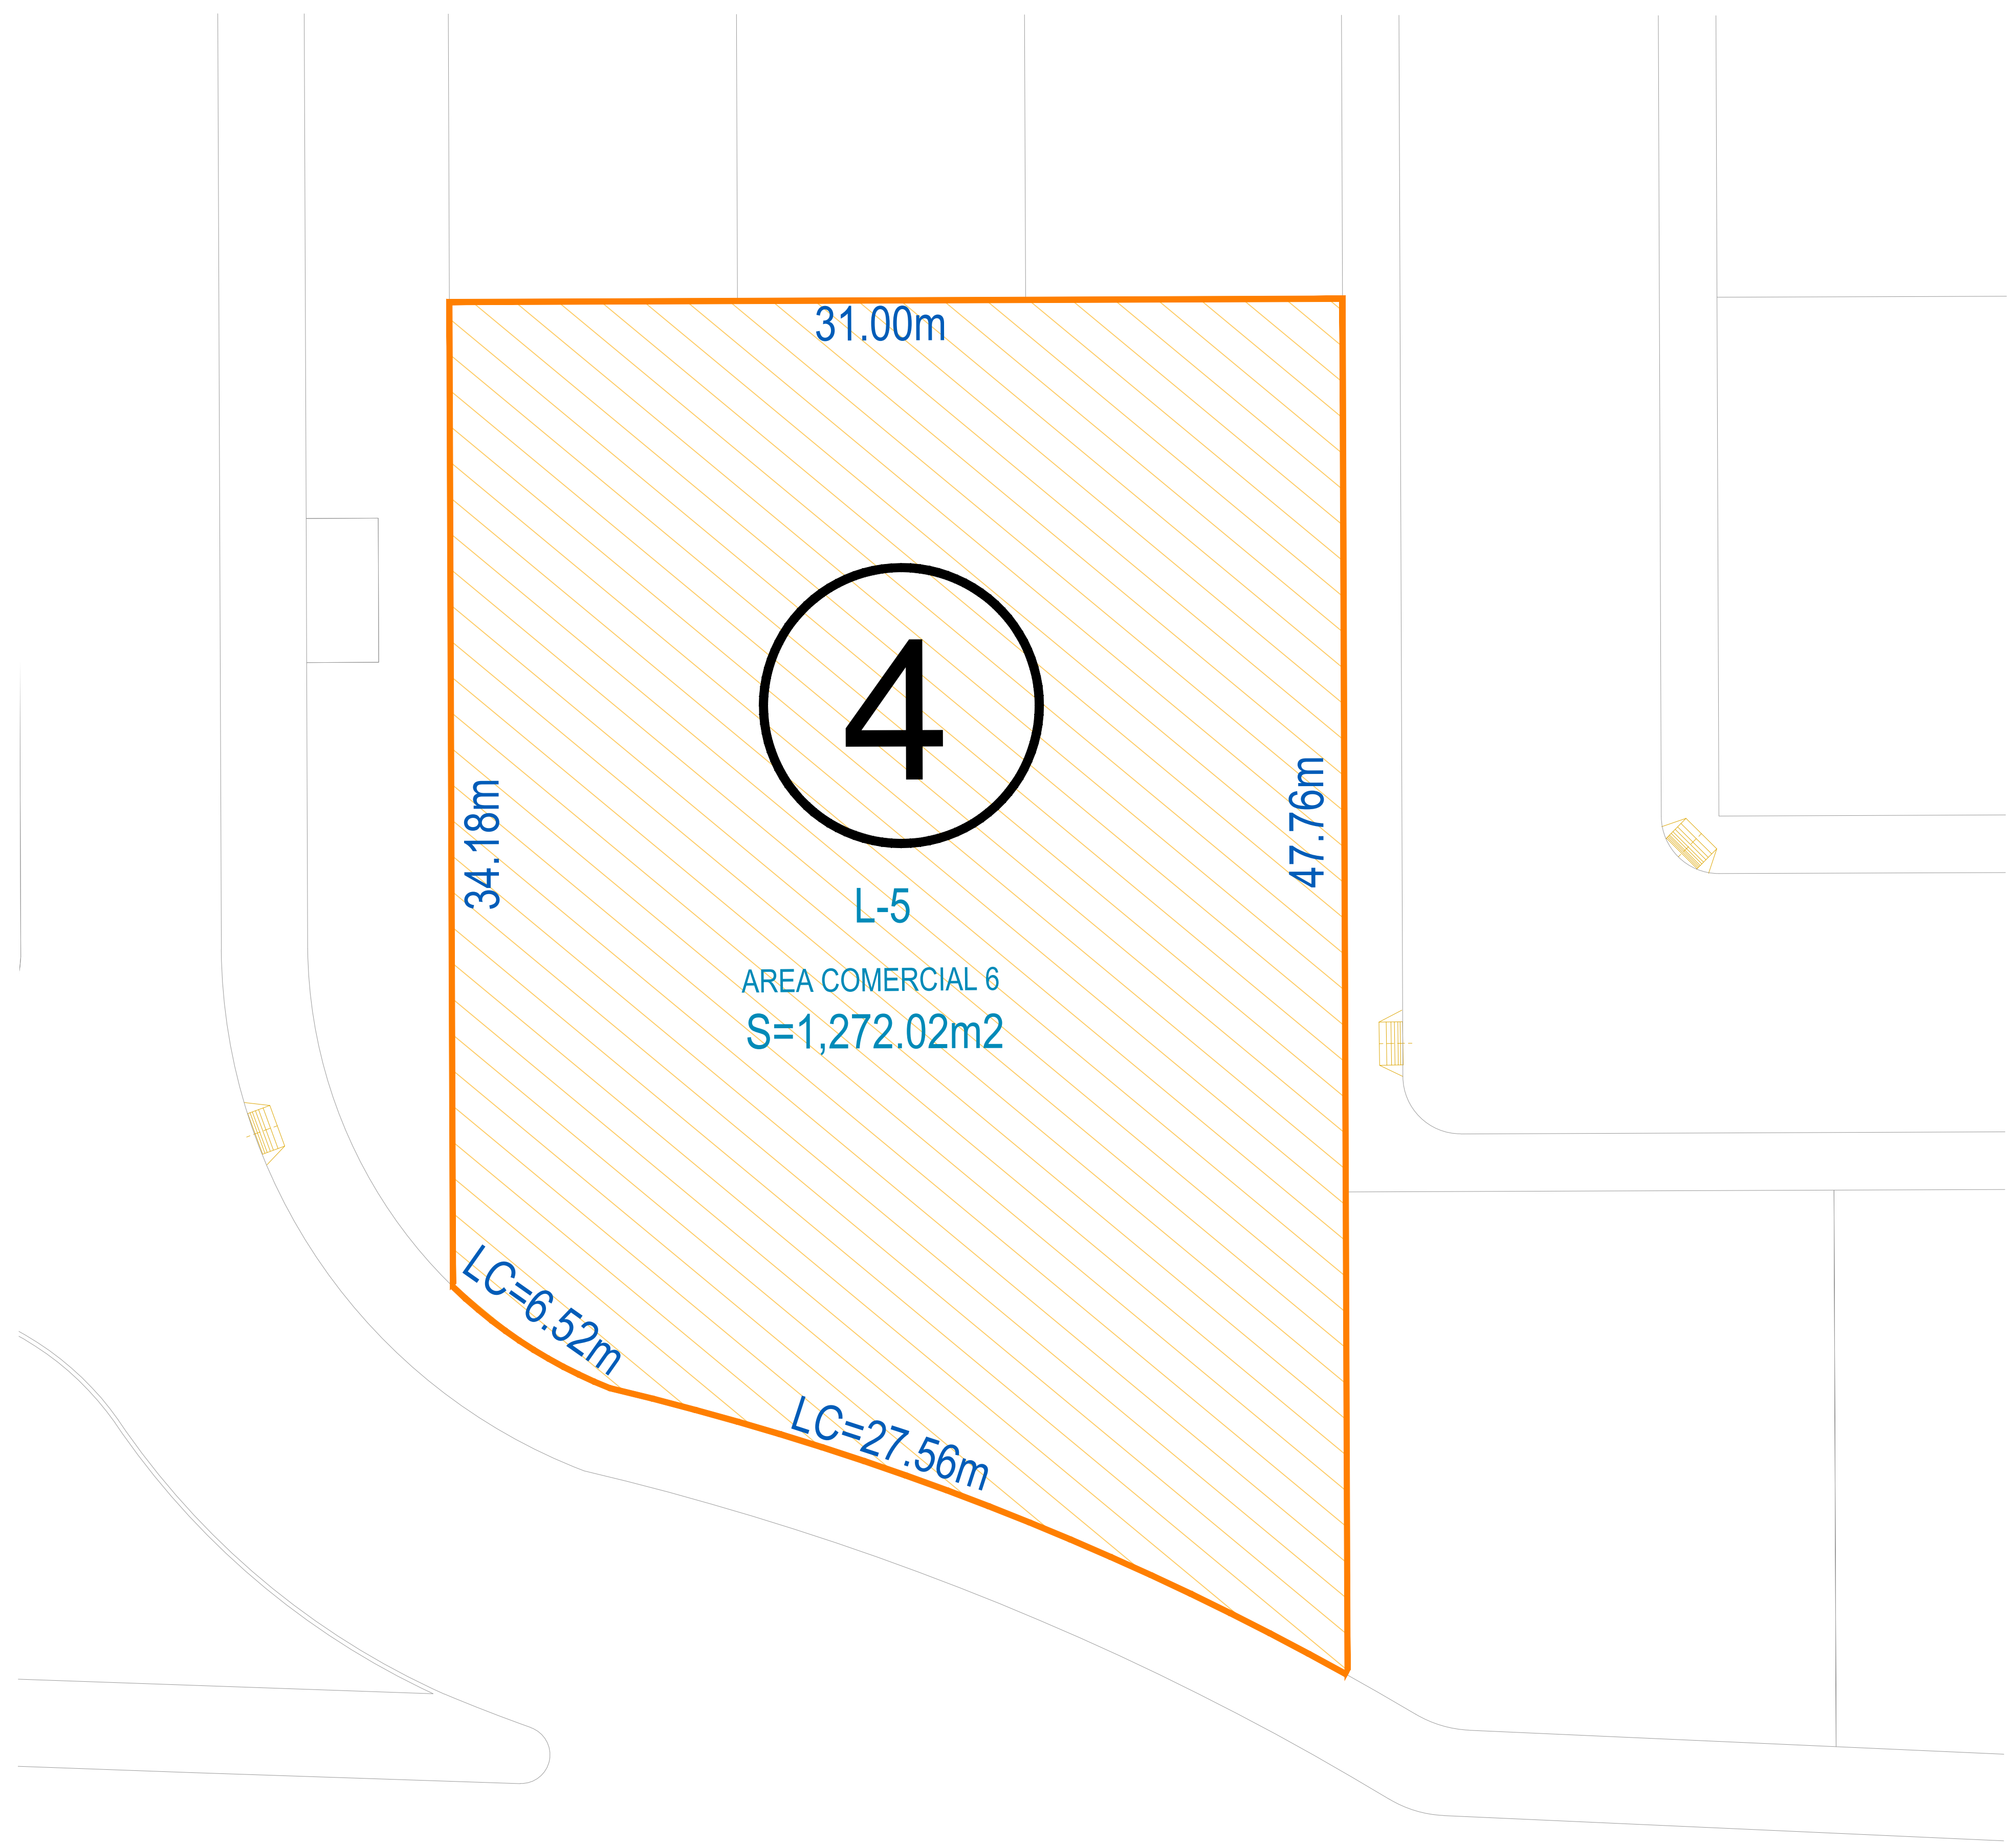 31.00m
4
34.18m
47.76m
L-5
AREA COMERCIAL 6
S=1,272.02m2
LC=6.52m
LC=27.56m